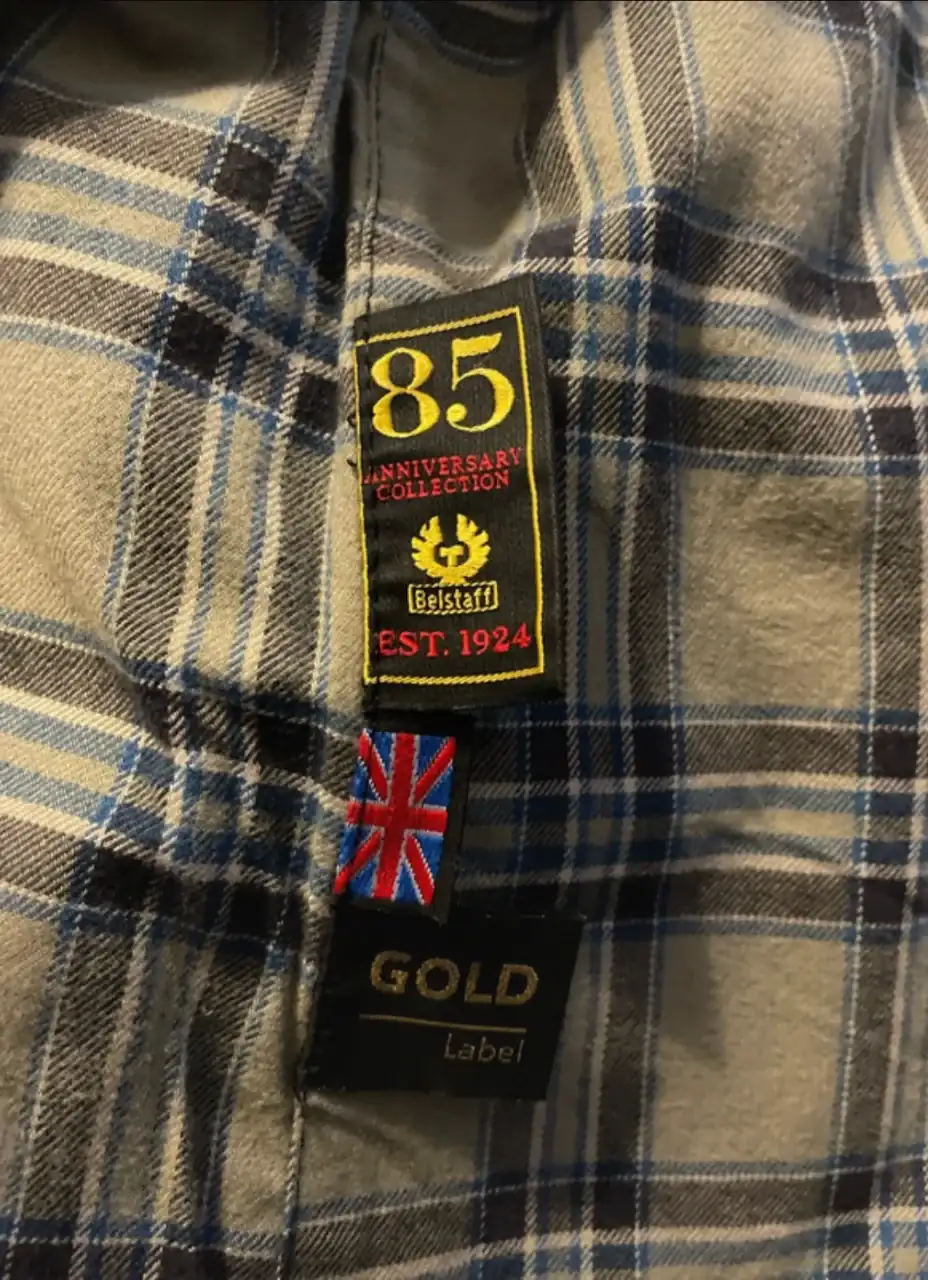 85
ANNIVERSARY
COLLECTION
Belstaff
EST. 1924
GOLD
Label